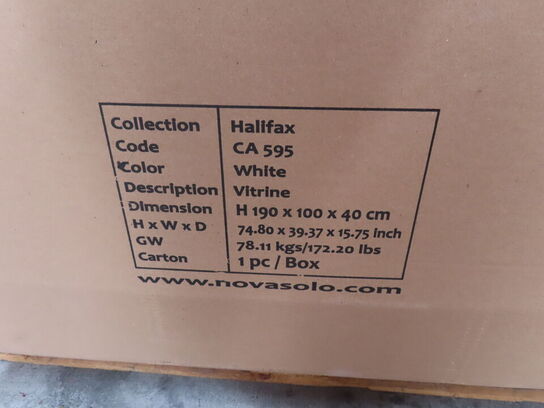 Collection Halifax
Code CA 595
Color White
Description Vitrine
Dimension H 190 x 100 x 40 cm
H x W x D 74.80 x 39.37 x 15.75 inch
GW 78.11 kgs/172.20 lbs
Carton 1 pc / Box
www.novasolo.com